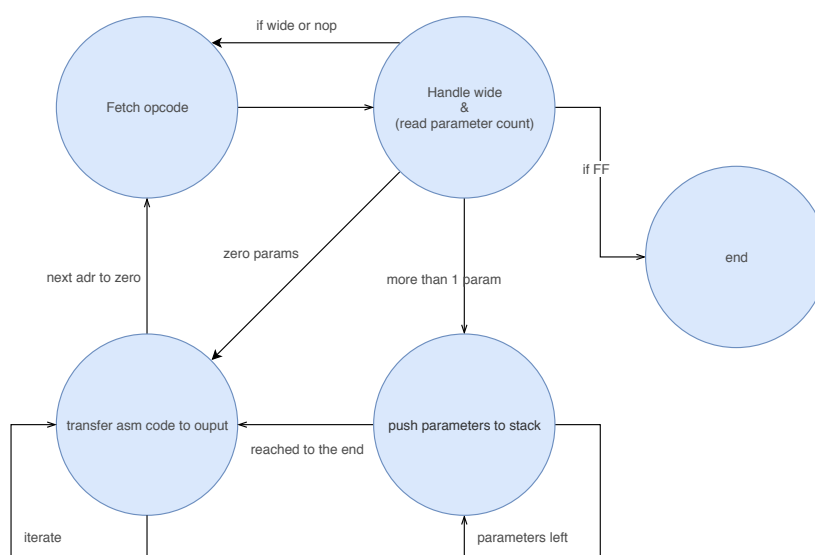 if wide or nop
Fetch opcode
Handle wide
&
(read parameter count)
if FF
end
zero params
next adr to zero
more than 1 param
transfer asm code to ouput
push parameters to stack
reached to the end
iterate
parameters left